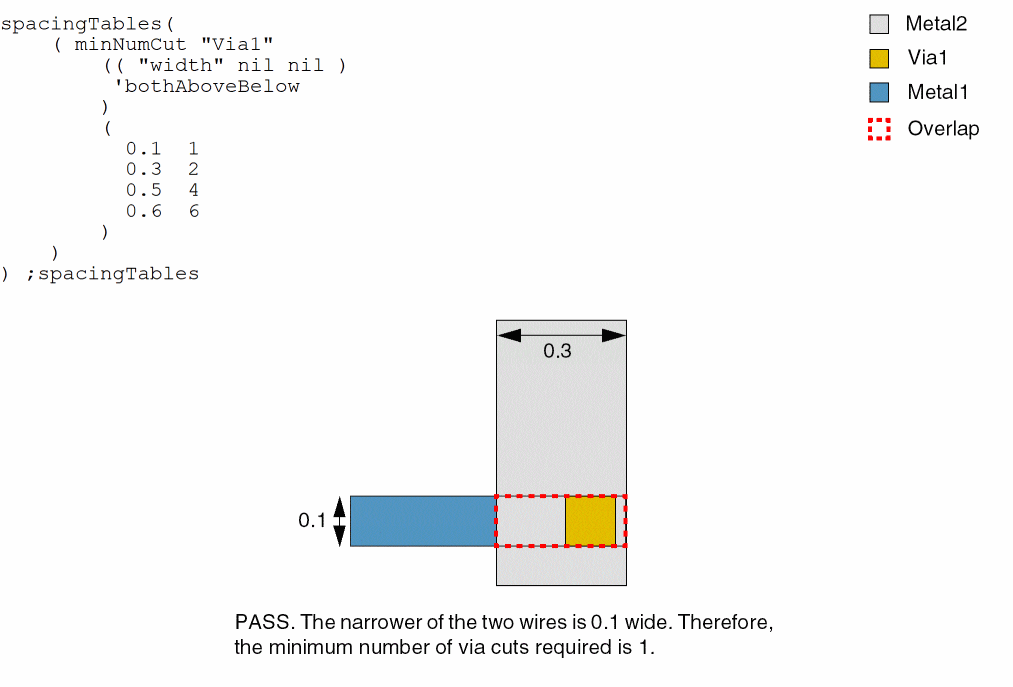 spacingTables(
( minNumCut "Via1"
(( "width" nil nil )
'bothAboveBelow
)
(
0.1 1
0.3 2
0.5 4
0.6 6
)
)
) ;spacingTables
Metal2
Via1
Metal1
Overlap
0.3
0.1
PASS. The narrower of the two wires is 0.1 wide. Therefore,
the minimum number of via cuts required is 1.